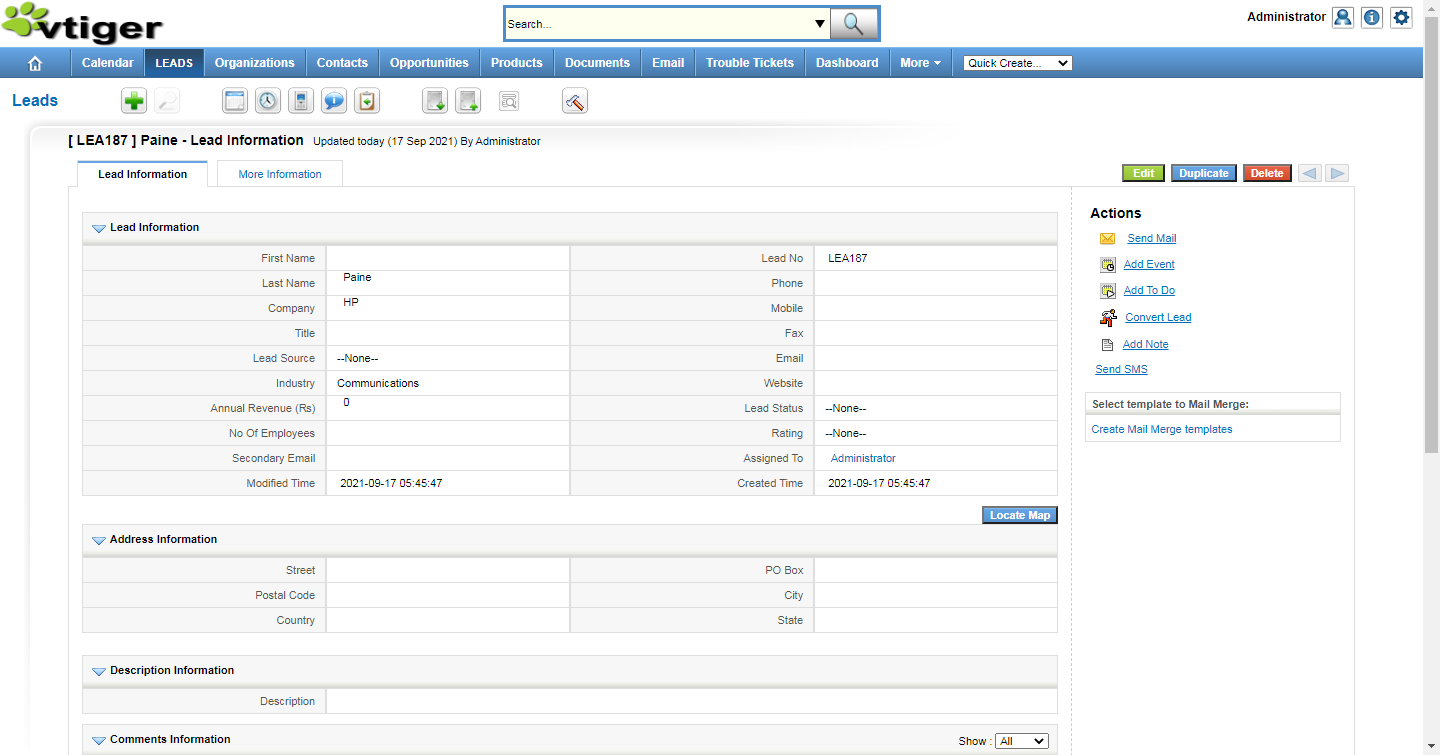 vtiger
Search...
Administrator
Calendar LEADS Organizations Contacts Opportunities Products Documents Email Trouble Tickets Dashboard More Quick Create...
Leads
[ LEA187 ] Paine - Lead Information Updated today (17 Sep 2021) By Administrator
Lead Information More Information
Edit Duplicate Delete
Lead Information
First Name Lead No LEA187
Last Name Paine Phone
Company HP Mobile
Title Fax
Lead Source --None-- Email
Industry Communications Website
Annual Revenue (Rs) 0 Lead Status --None--
No Of Employees Rating --None--
Secondary Email Assigned To Administrator
Modified Time 2021-09-17 05:45:47 Created Time 2021-09-17 05:45:47
Locate Map
Address Information
Street PO Box
Postal Code City
Country State
Description Information
Description
Comments Information Show : All
Actions
Send Mail
Add Event
Add To Do
Convert Lead
Add Note
Send SMS
Select template to Mail Merge:
Create Mail Merge templates